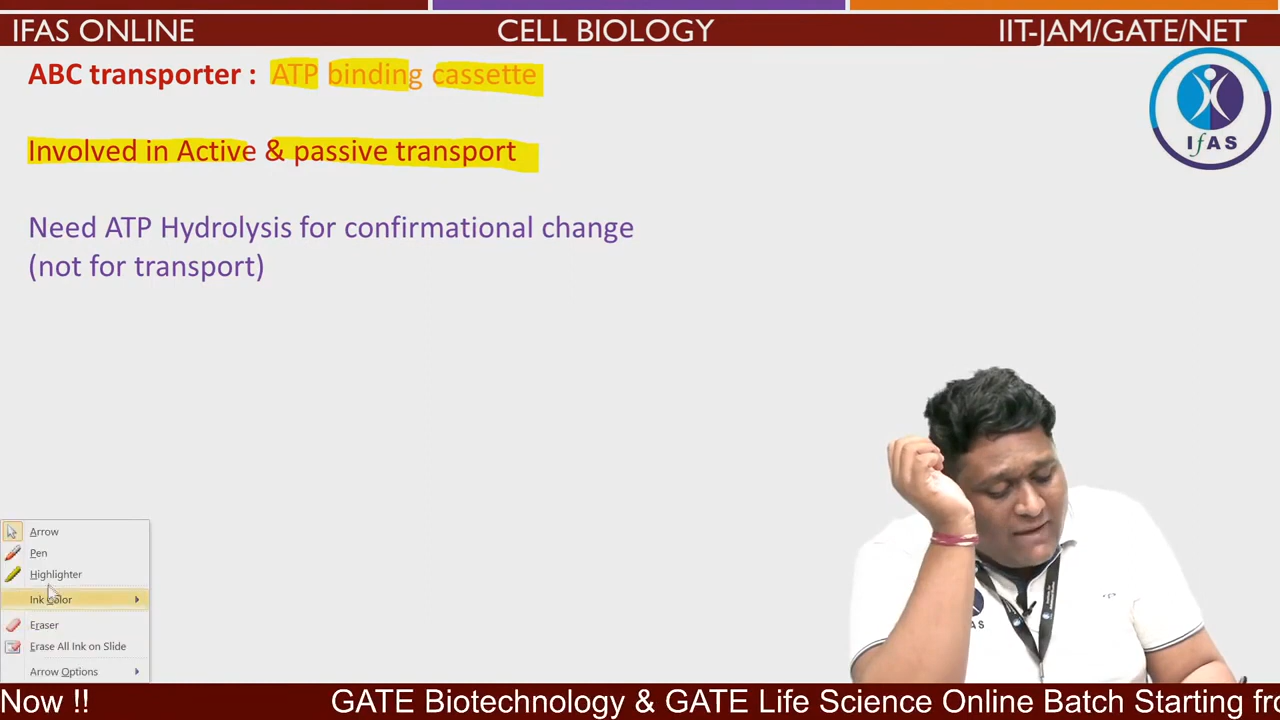 IFAS ONLINE
CELL BIOLOGY
IIT-JAM/GATE/NET
ABC transporter : ATP binding cassette
IfAS
Involved in Active & passive transport
Need ATP Hydrolysis for confirmational change
(not for transport)
Arrow
Pen
Highlighter
Ink Color
Eraser
Erase All Ink on Slide
Arrow Options
FAS
Now !! GATE Biotechnology & GATE Life Science Online Batch Starting fro